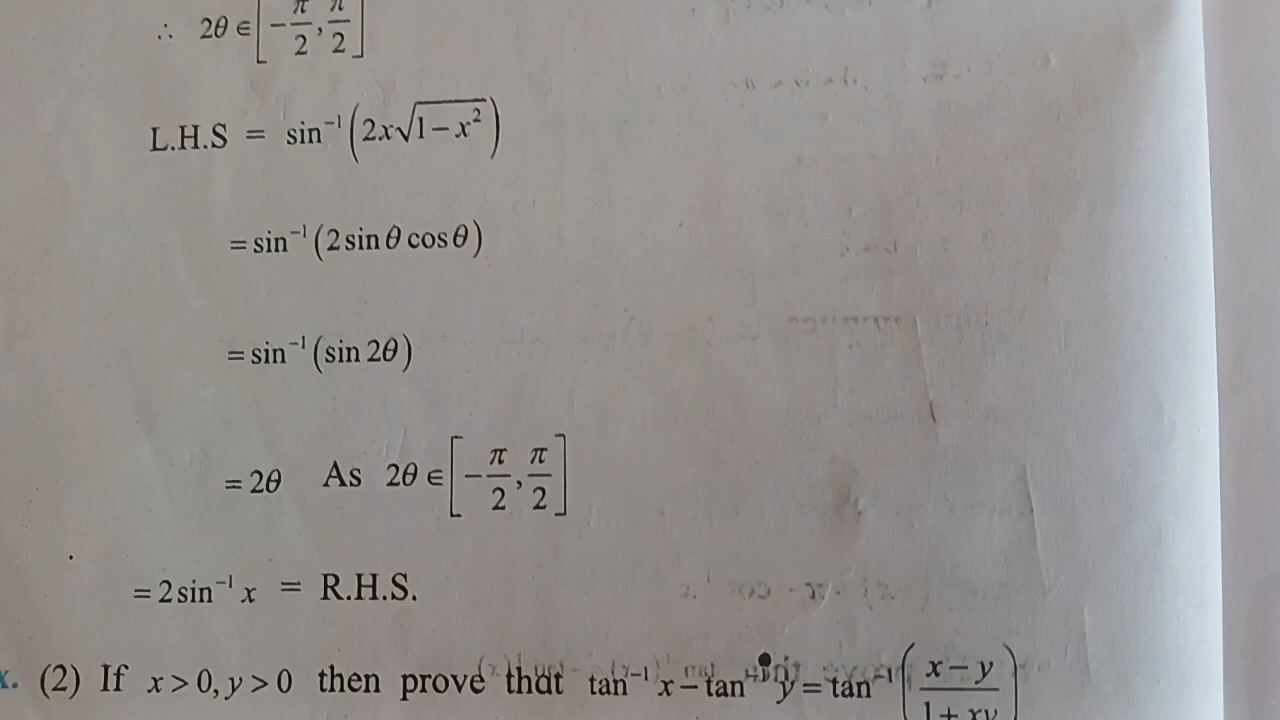 ∴ 2θ ∈ [−π/2, π/2]
L.H.S = sin⁻¹(2x√(1−x²))
= sin⁻¹(2 sin θ cos θ)
= sin⁻¹(sin 2θ)
= 2θ As 2θ ∈ [−π/2, π/2]
= 2 sin⁻¹ x = R.H.S.
x. (2) If x > 0, y > 0 then prove that tan⁻¹ x − tan⁻¹ y = tan⁻¹((x − y)/(1 + xy))